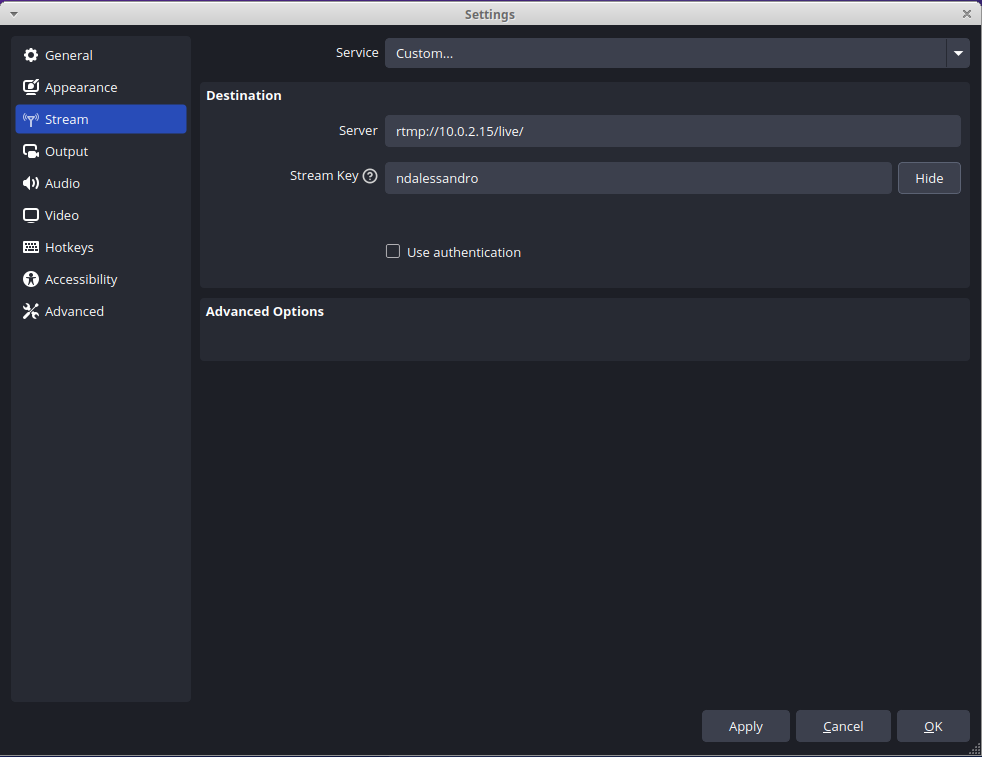 Settings
General
Appearance
Stream
Output
Audio
Video
Hotkeys
Accessibility
Advanced
Service Custom...
Destination
Server rtmp://10.0.2.15/live/
Stream Key ndalessandro Hide
Use authentication
Advanced Options
Apply Cancel OK